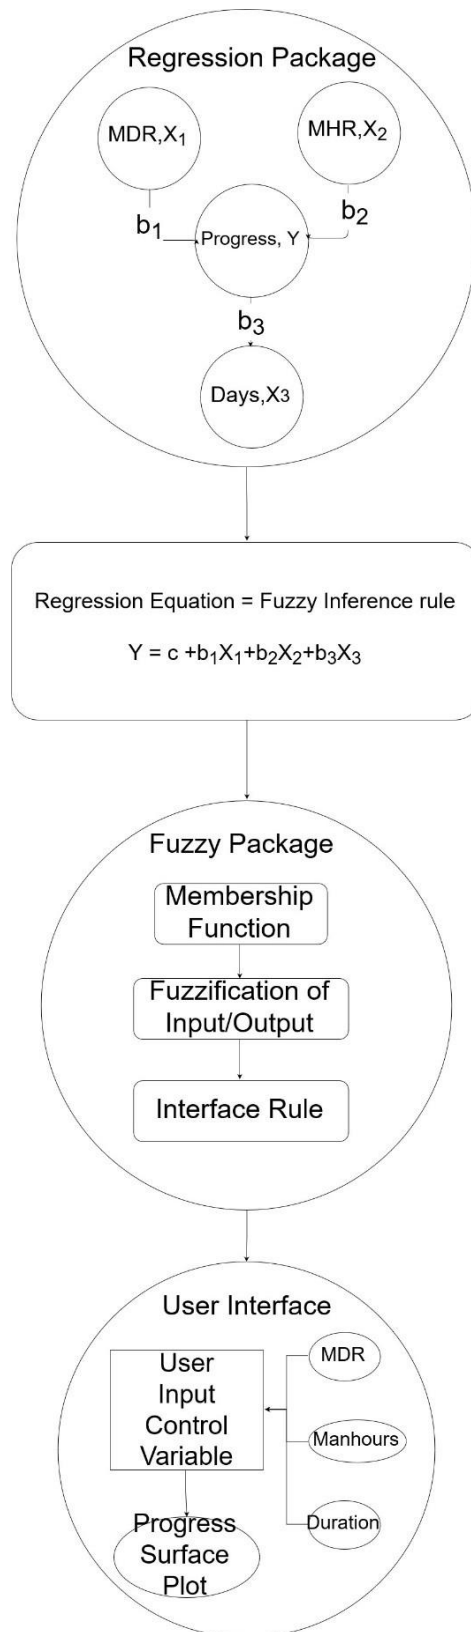 Regression Package
MDR,X₁
MHR,X₂
b₁
b₂
Progress, Y
b₃
Days,X3
Regression Equation = Fuzzy Inference rule
Y = c +b₁X₁+b₂X₂+b₃X₃
Fuzzy Package
Membership
Function
Fuzzification of
Input/Output
Interface Rule
User Interface
User
Input
Control
Variable
MDR
Manhours
Duration
Progress
Surface
Plot